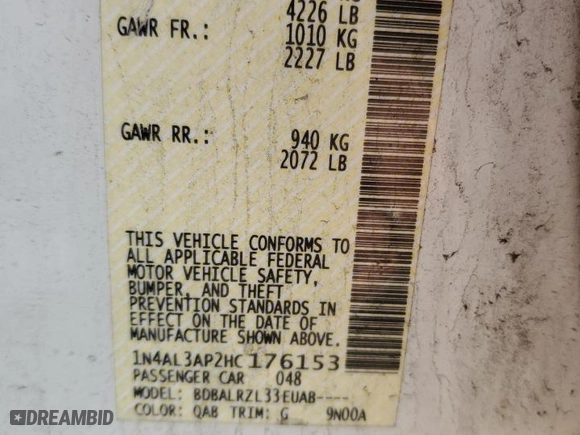 4226 LB
GAWR FR.: 1010 KG
2227 LB
GAWR RR.: 940 KG
2072 LB
THIS VEHICLE CONFORMS TO
ALL APPLICABLE FEDERAL
MOTOR VEHICLE SAFETY,
BUMPER, AND THEFT
PREVENTION STANDARDS IN
EFFECT ON THE DATE OF
MANUFACTURE SHOWN ABOVE.
1N4AL3AP2HC176153
PASSENGER CAR 048
MODEL: BDBALRZL33EUAB----
COLOR: QAB TRIM: G 9N00A
DREAMBID